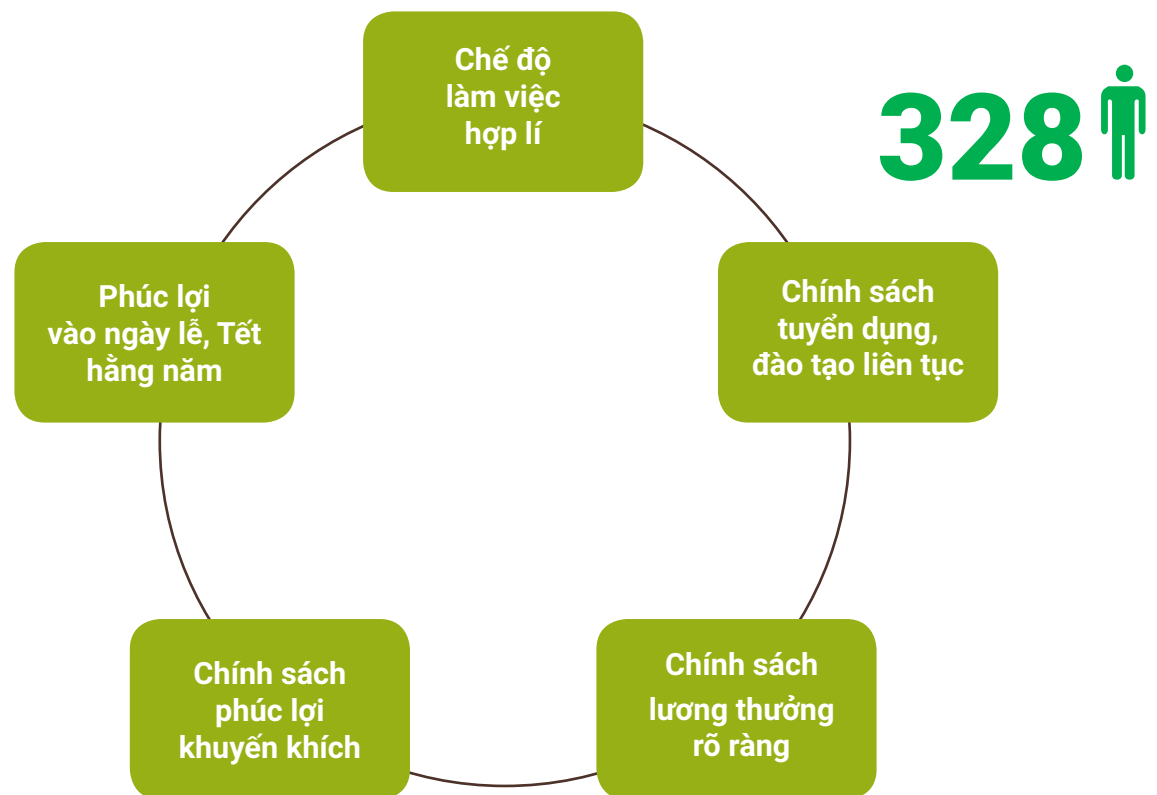 Chế độ
làm việc
hợp lí
328
Phúc lợi
vào ngày lễ, Tết
hằng năm
Chính sách
tuyển dụng,
đào tạo liên tục
Chính sách
phúc lợi
khuyến khích
Chính sách
lương thưởng
rõ ràng